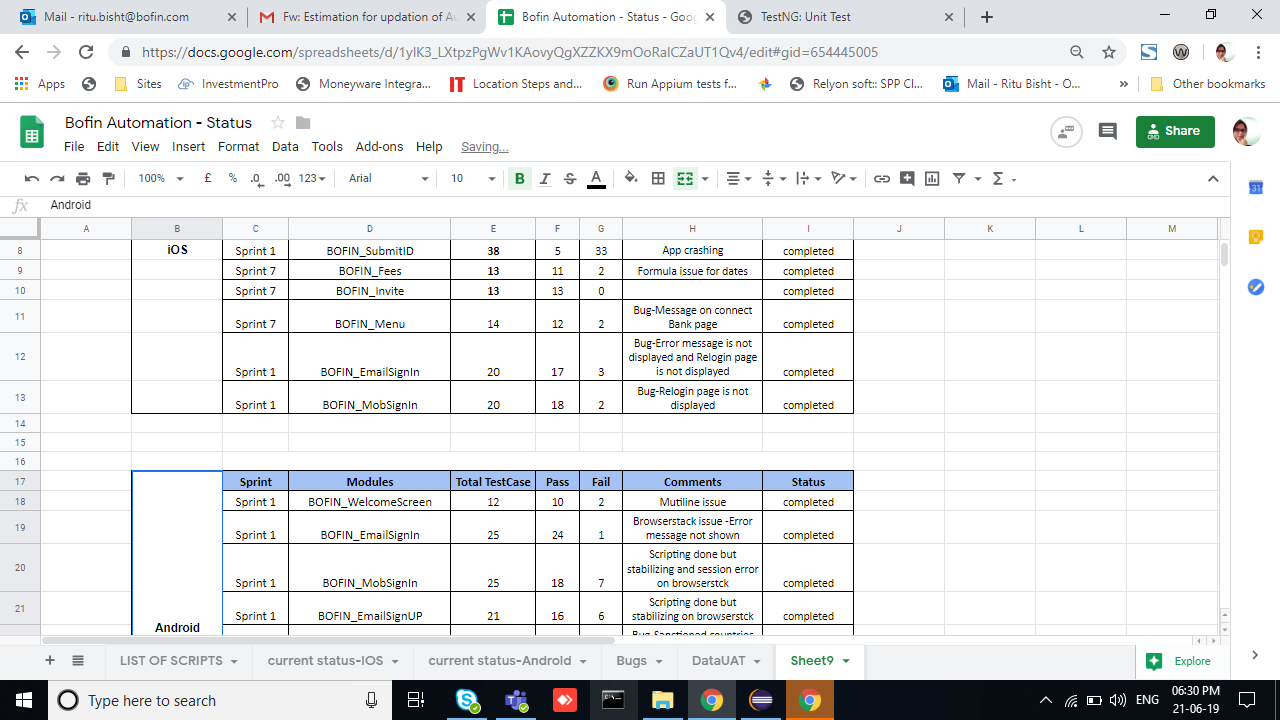 Mail - ritu.bisht@bofin.com
Fw: Estimation for updation of Au
Bofin Automation - Status - Goog
TestNG: Unit Test
https://docs.google.com/spreadsheets/d/1ylK3_LXtpzPgWv1KAovyQgXZZKX9mOoRalCZaUT1Qv4/edit#gid=654445005
Apps
Sites
InvestmentPro
Moneyware Integra...
Location Steps and...
Run Appium tests f...
Relyon soft:: SPP Cl...
Mail - Ritu Bisht - O...
»
Other bookmarks
Bofin Automation - Status
File Edit View Insert Format Data Tools Add-ons Help Saving...
Share
100% £ % .0 .00 123 Arial 10 B I S A Σ
fx Android
A B C D E F G H I J K L M
8 iOS Sprint 1 BOFIN_SubmitID 38 5 33 App crashing completed
9 Sprint 7 BOFIN_Fees 13 11 2 Formula issue for dates completed
10 Sprint 7 BOFIN_Invite 13 13 0 completed
11 Sprint 7 BOFIN_Menu 14 12 2 Bug-Message on connect
Bank page completed
12 Sprint 1 BOFIN_EmailSignIn 20 17 3 Bug-Error message is not
displayed and Relogin page
is not displayed completed
13 Sprint 1 BOFIN_MobSignIn 20 18 2 Bug-Relogin page is not
displayed completed
14
15
16
17 Sprint Modules Total TestCase Pass Fail Comments Status
18 Sprint 1 BOFIN_WelcomeScreen 12 10 2 Mutiline issue completed
19 Sprint 1 BOFIN_EmailSignIn 25 24 1 Browserstack issue -Error
message not shown completed
20 Sprint 1 BOFIN_MobSignIn 25 18 7 Scripting done but
stabilizing and session error
on browserstck completed
21 Sprint 1 BOFIN_EmailSignUP 21 16 6 Scripting done but
stabilizing on browserstck completed
Android
Bug-Sanctioned countries
LIST OF SCRIPTS current status-IOS current status-Android Bugs DataUAT Sheet9
Explore
Type here to search
ENG
06:30 PM
21-06-19
31